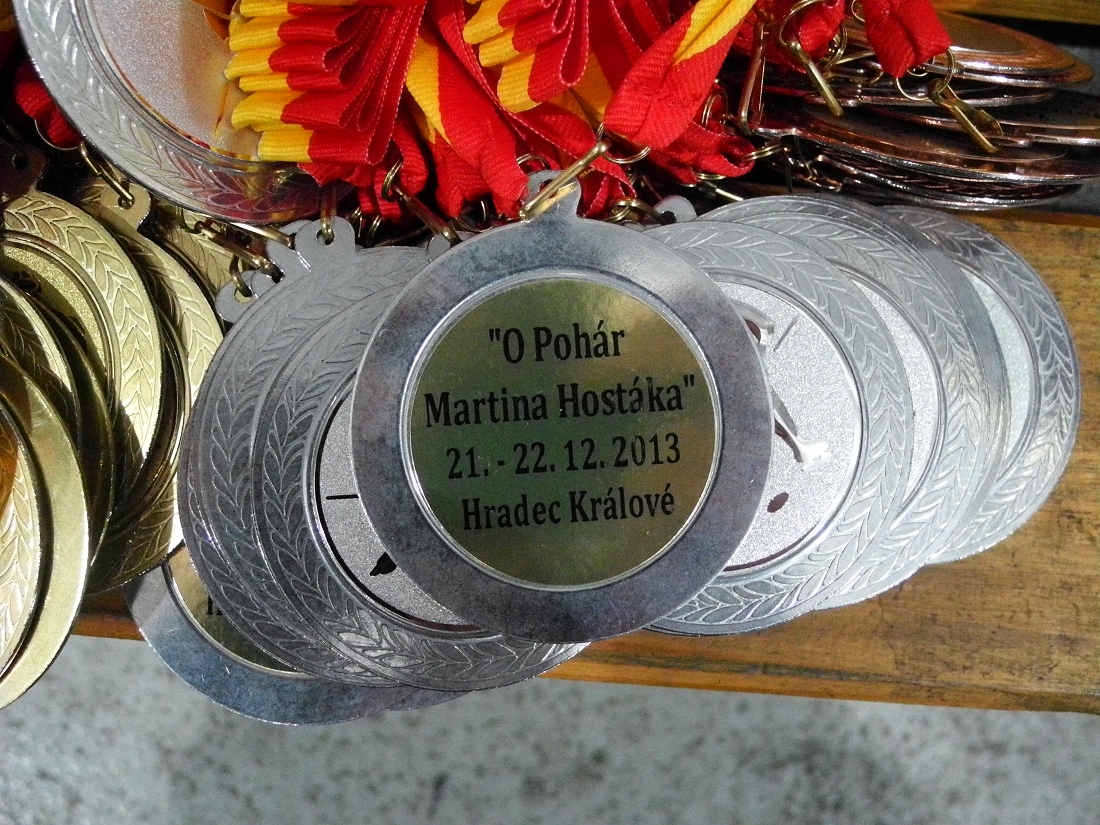 "O Pohár
Martina Hostáka"
21. - 22. 12. 2013
Hradec Králové